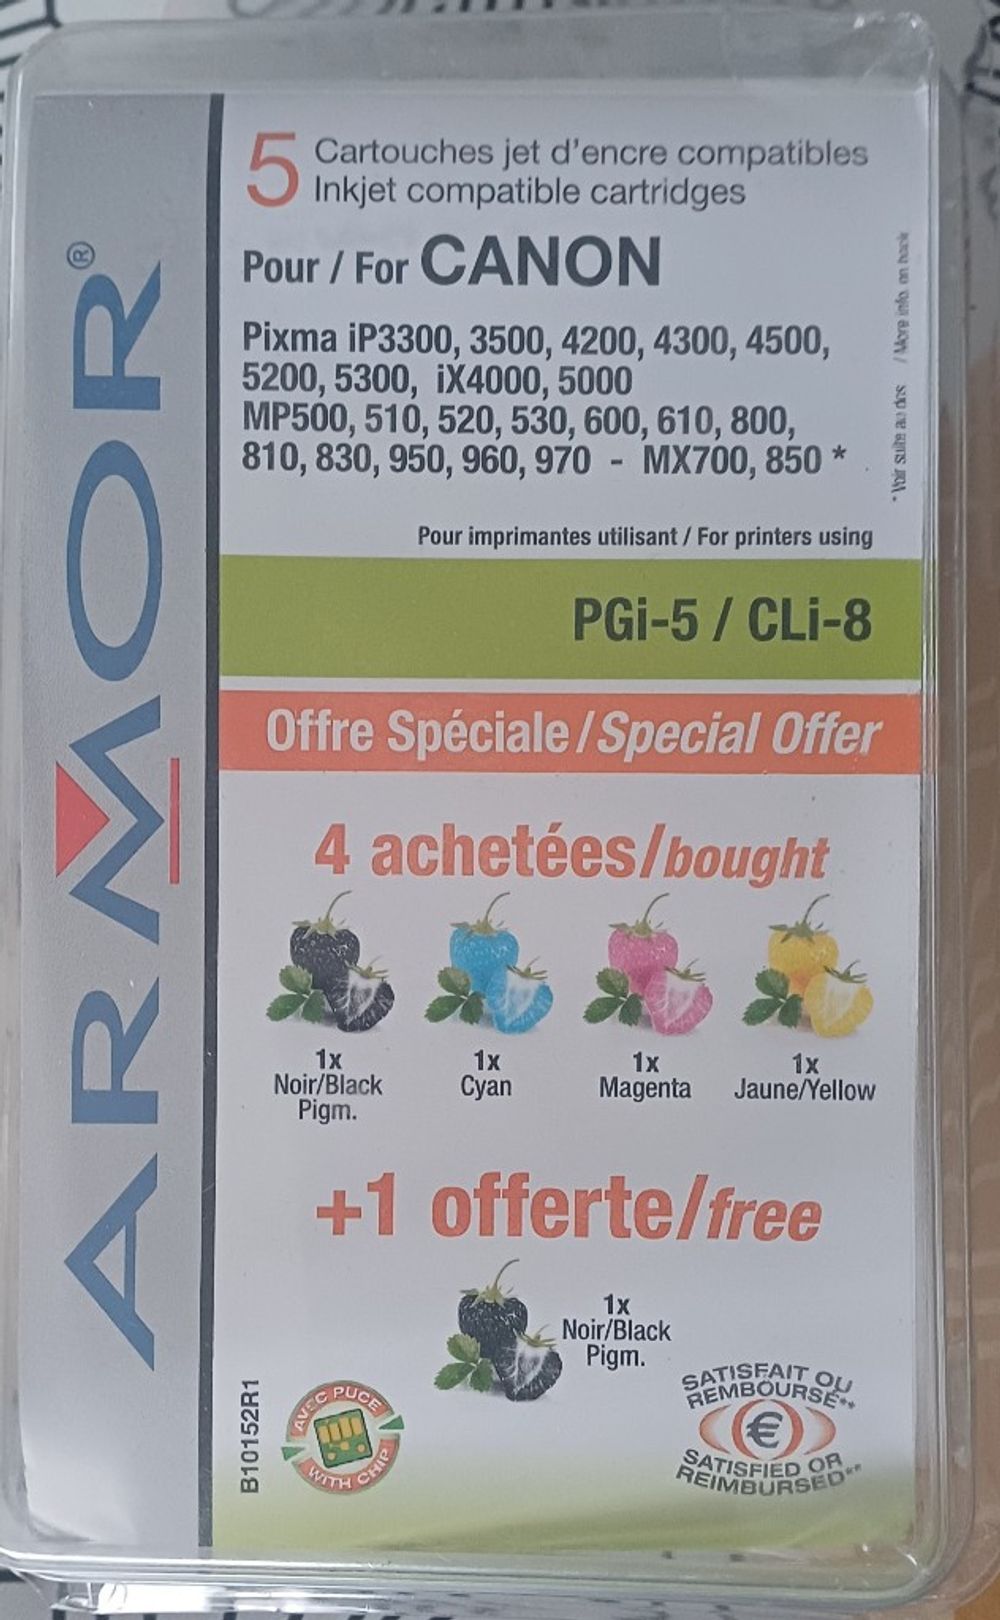 ARMOR®
5 Cartouches jet d'encre compatibles
Inkjet compatible cartridges
Pour / For CANON
Pixma iP3300, 3500, 4200, 4300, 4500,
5200, 5300, iX4000, 5000
MP500, 510, 520, 530, 600, 610, 800,
810, 830, 950, 960, 970 - MX700, 850 *
* Voir suite au dos / More info. on back
Pour imprimantes utilisant / For printers using
PGi-5 / CLi-8
Offre Spéciale / Special Offer
4 achetées/bought
1x
Noir/Black
Pigm.
1x
Cyan
1x
Magenta
1x
Jaune/Yellow
+1 offerte/free
1x
Noir/Black
Pigm.
B10152R1
AVEC PUCE
WITH CHIP
SATISFAIT OU
REMBOURSÉ**
€
SATISFIED OR
REIMBURSED**